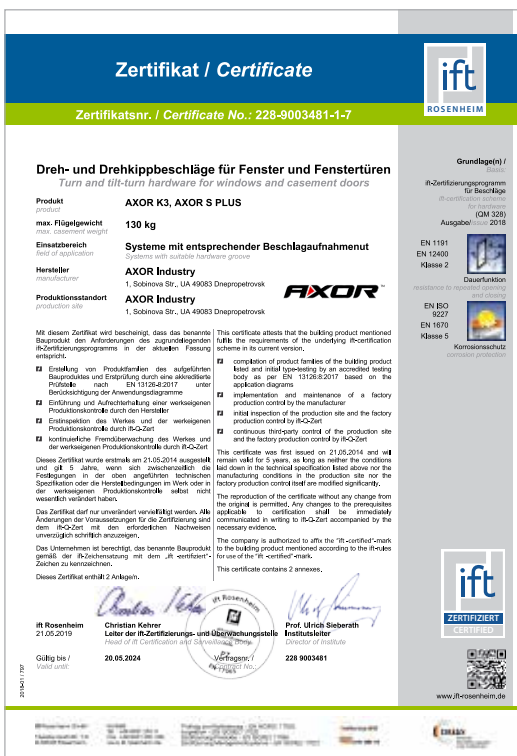 Zertifikat / Certificate
ift
ROSENHEIM
Zertifikatsnr. / Certificate No.: 228-9003481-1-7
Dreh- und Drehkippbeschläge für Fenster und Fenstertüren
Turn and tilt-turn hardware for windows and casement doors
Produkt
product
AXOR K3, AXOR S PLUS
max. Flügelgewicht
max. casement weight
130 kg
Einsatzbereich
field of application
Systeme mit entsprechender Beschlagaufnahmenut
Systems with suitable hardware groove
Hersteller
manufacturer
AXOR Industry
1, Sobinova Str., UA 49083 Dnepropetrovsk
Produktionsstandort
production site
AXOR Industry
1, Sobinova Str., UA 49083 Dnepropetrovsk
AXOR
Mit diesem Zertifikat wird bescheinigt, dass das benannte
Bauprodukt den Anforderungen des zugrundeliegenden
ift-Zertifizierungsprogramms in der aktuellen Fassung
entspricht.
Erstellung von Produktfamilien des aufgeführten
Bauproduktes und Erstprüfung durch eine akkreditierte
Prüfstelle nach EN 13126-8:2017 unter
Berücksichtigung der Anwendungsdiagramme
Einführung und Aufrechterhaltung einer werkseigenen
Produktionskontrolle durch den Hersteller
Erstinspektion des Werkes und der werkeigenen
Produktionskontrolle durch ift-Q-Zert
kontinuierliche Fremdüberwachung des Werkes und
der werkseigenen Produktionskontrolle durch ift-Q-Zert
Dieses Zertifikat wurde erstmals am 21.05.2014 ausgestellt
und gilt 5 Jahre, wenn sich zwischenzeitlich die
Festlegungen in der oben angeführten technischen
Spezifikation oder die Herstellbedingungen im Werk oder in
der werkseigenen Produktionskontrolle selbst nicht
wesentlich verändert haben.
Das Zertifikat darf nur unverändert vervielfältigt werden. Alle
Änderungen der Voraussetzungen für die Zertifizierung sind
dem ift-Q-Zert mit den erforderlichen Nachweisen
unverzüglich schriftlich anzuzeigen.
Das Unternehmen ist berechtigt, das benannte Bauprodukt
gemäß der ift-Zeichensatzung mit dem „ift -zertifiziert"-
Zeichen zu kennzeichnen.
Dieses Zertifikat enthält 2 Anlage/n.
This certificate attests that the building product mentioned
fulfils the requirements of the underlying ift-certification
scheme in its current version.
compilation of product families of the building product
listed and initial type-testing by an accredited testing
body as per EN 13126:8:2017 based on the
application diagrams
implementation and maintenance of a factory
production control by the manufacturer
initial inspection of the production site and the factory
production control by ift-Q-Zert
continuous third-party control of the production site
and the factory production control by ift-Q-Zert
This certificate was first issued on 21.05.2014 and will
remain valid for 5 years, as long as neither the conditions
laid down in the technical specification listed above nor the
manufacturing conditions in the production site nor the
factory production control itself are modified significantly.
The reproduction of the certificate without any change from
the original is permitted. Any changes to the prerequisites
applicable to certification shall be immediately
communicated in writing to ift-Q-Zert accompanied by the
necessary evidence.
The company is authorized to affix the "ift -certified"-mark
to the building product mentioned according to the ift-rules
for use of the "ift -certified"-mark.
This certificate contains 2 annexes.
Grundlage(n) /
Basis:
ift-Zertifizierungsprogramm
für Beschläge
ift-certification scheme
for hardware
(QM 328)
Ausgabe/issue 2018
EN 1191
EN 12400
Klasse 2
Dauerfunktion
resistance to repeated opening
and closing
EN ISO
9227
EN 1670
Klasse 5
Korrosionsschutz
corrosion protection
ift Rosenheim
ift Rosenheim
21.05.2019
Christian Kehrer
Leiter der ift-Zertifizierungs- und Überwachungsstelle
Head of ift Certification and Surveillance Body
Prof. Ulrich Sieberath
Institutsleiter
Director of Institute
Gültig bis /
Valid until:
20.05.2024
Vertragsnr. /
Contract No.:
228 9003481
ift
ZERTIFIZIERT
CERTIFIED
www.ift-rosenheim.de